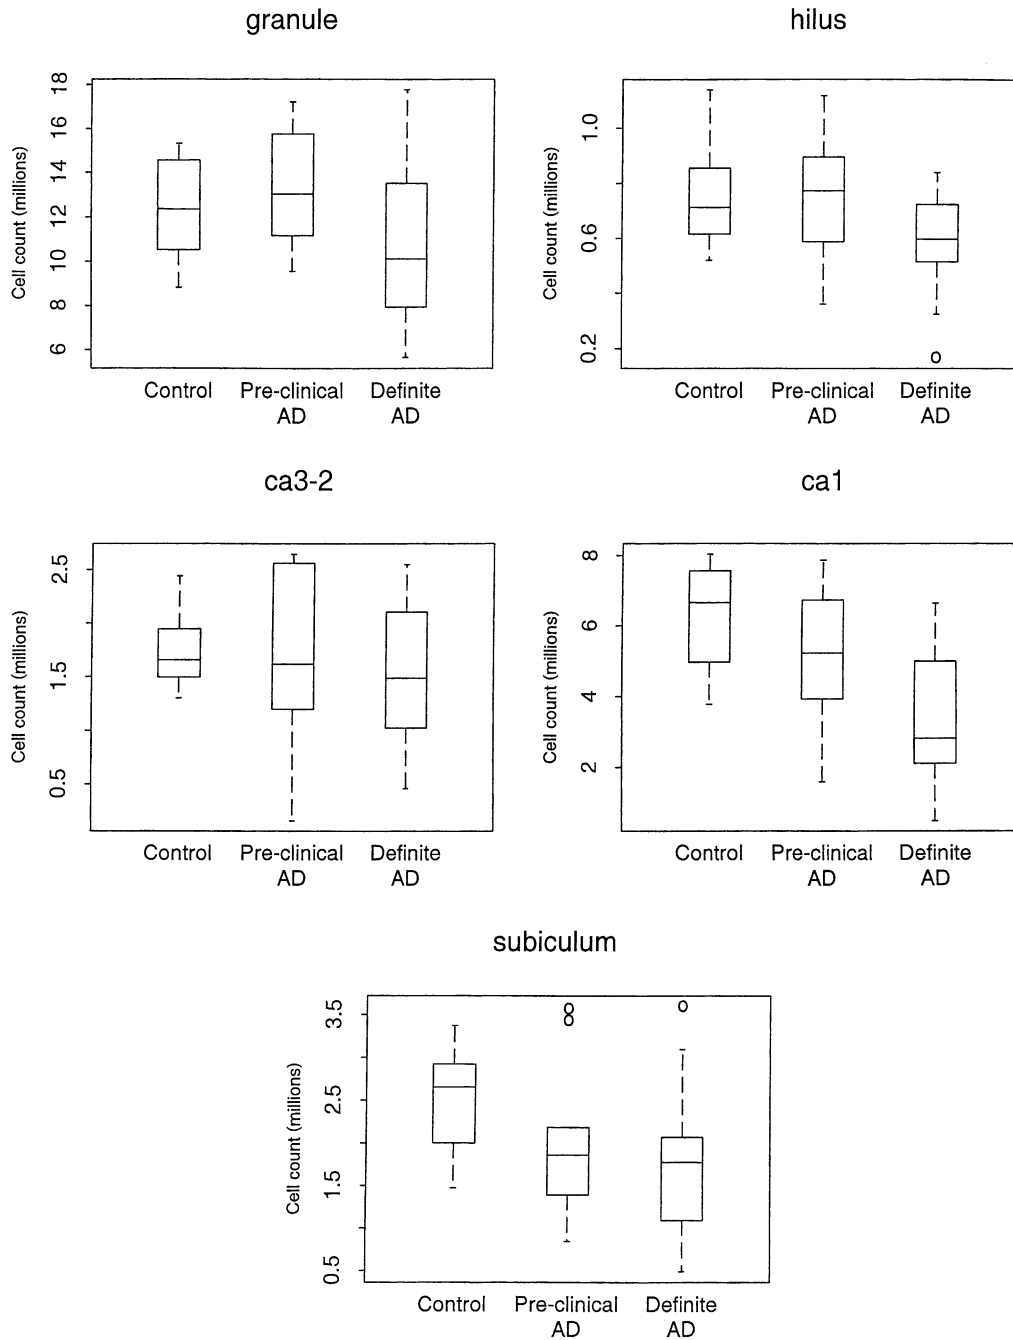 granule
Cell count (millions)
18
16
14
12
10
8
6
Control
Pre-clinical
AD
Definite
AD
hilus
Cell count (millions)
1.0
0.6
0.2
Control
Pre-clinical
AD
Definite
AD
ca3-2
Cell count (millions)
2.5
1.5
0.5
Control
Pre-clinical
AD
Definite
AD
ca1
Cell count (millions)
8
6
4
2
Control
Pre-clinical
AD
Definite
AD
subiculum
Cell count (millions)
3.5
2.5
1.5
0.5
Control
Pre-clinical
AD
Definite
AD